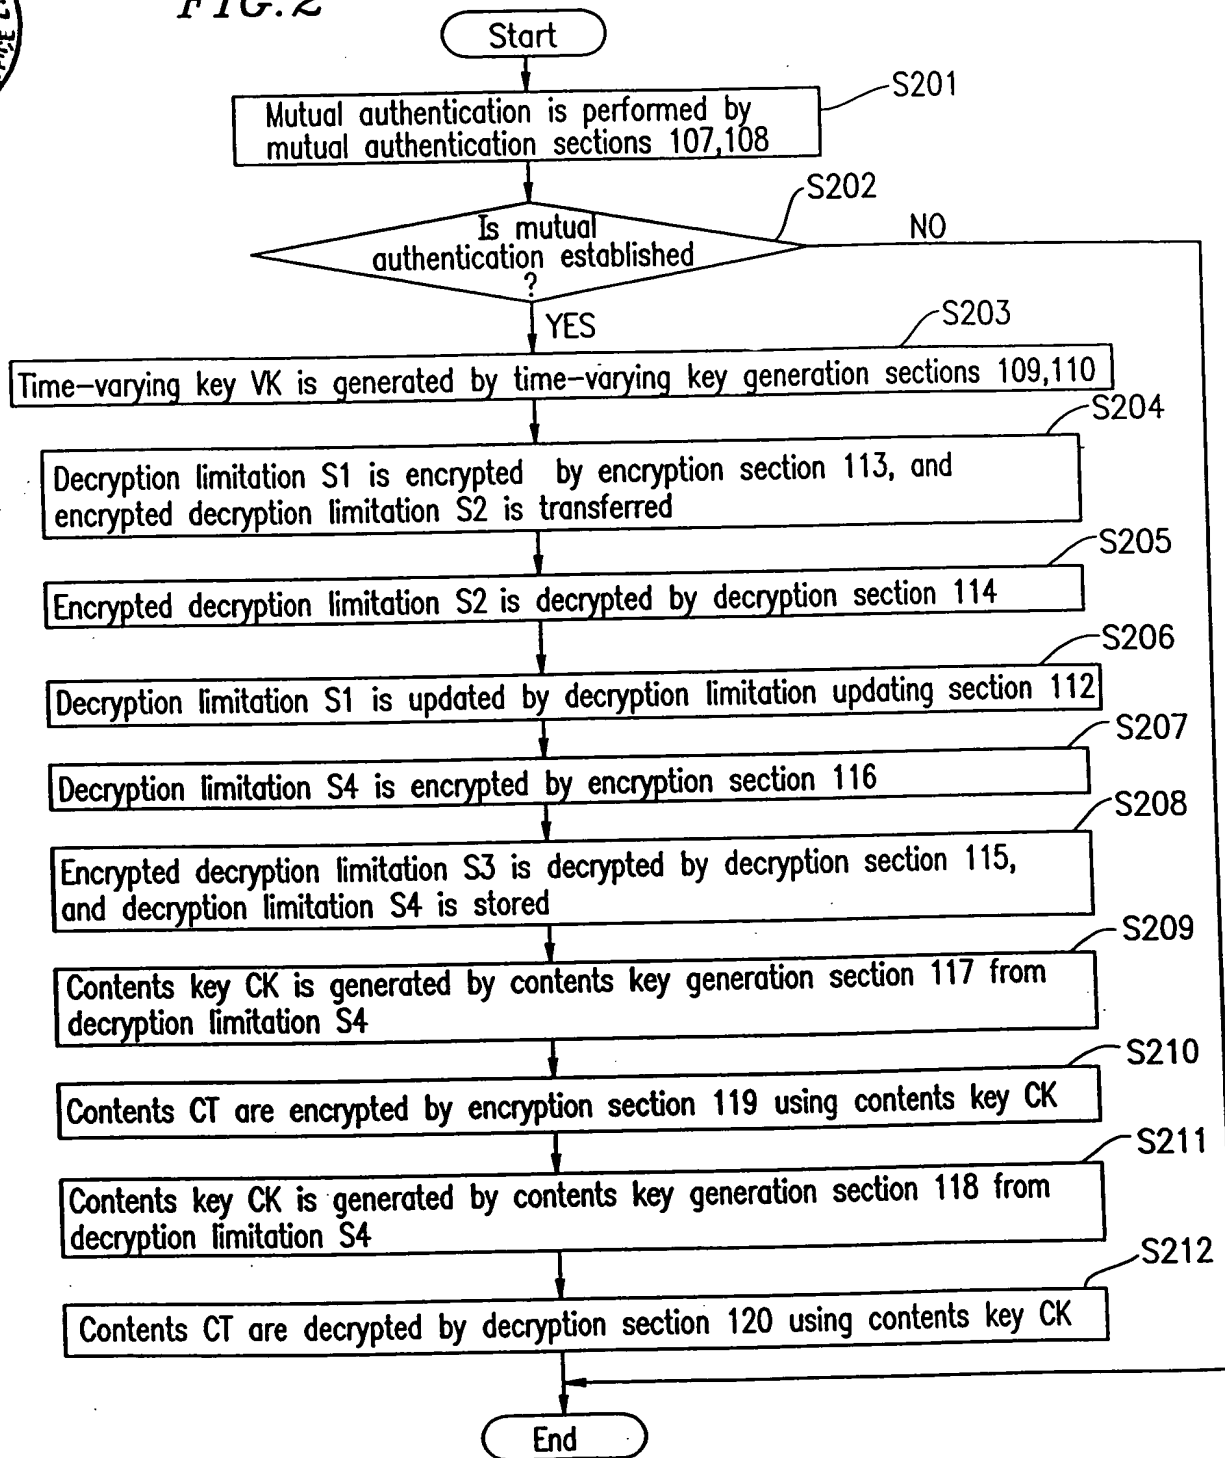 FIG. 2
Start
S201
Mutual authentication is performed by
mutual authentication sections 107,108
S202
Is mutual
authentication established
?
NO
YES
S203
Time-varying key VK is generated by time-varying key generation sections 109,110
S204
Decryption limitation S1 is encrypted by encryption section 113, and
encrypted decryption limitation S2 is transferred
S205
Encrypted decryption limitation S2 is decrypted by decryption section 114
S206
Decryption limitation S1 is updated by decryption limitation updating section 112
S207
Decryption limitation S4 is encrypted by encryption section 116
S208
Encrypted decryption limitation S3 is decrypted by decryption section 115,
and decryption limitation S4 is stored
S209
Contents key CK is generated by contents key generation section 117 from
decryption limitation S4
S210
Contents CT are encrypted by encryption section 119 using contents key CK
S211
Contents key CK is generated by contents key generation section 118 from
decryption limitation S4
S212
Contents CT are decrypted by decryption section 120 using contents key CK
End